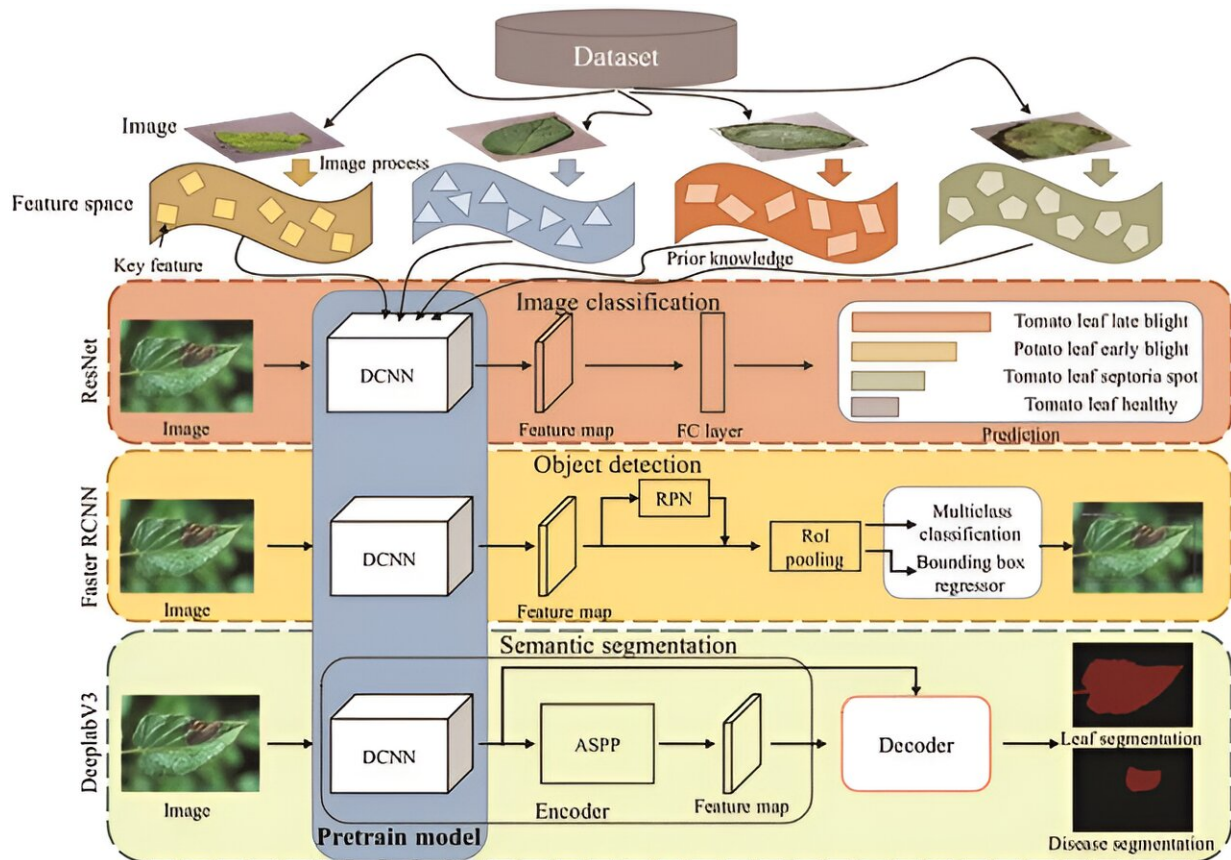 Dataset
Image
Image process
Feature space
Key feature
Prior knowledge
ResNet
Image classification
DCNN
Image
Feature map
FC layer
Tomato leaf late blight
Potato leaf early blight
Tomato leaf septoria spot
Tomato leaf healthy
Prediction
Faster RCNN
Object detection
DCNN
Image
Feature map
RPN
RoI
pooling
Multiclass
classification
Bounding box
regressor
DeeplabV3
Semantic segmentation
DCNN
Image
ASPP
Feature map
Encoder
Decoder
Leaf segmentation
Disease segmentation
Pretrain model